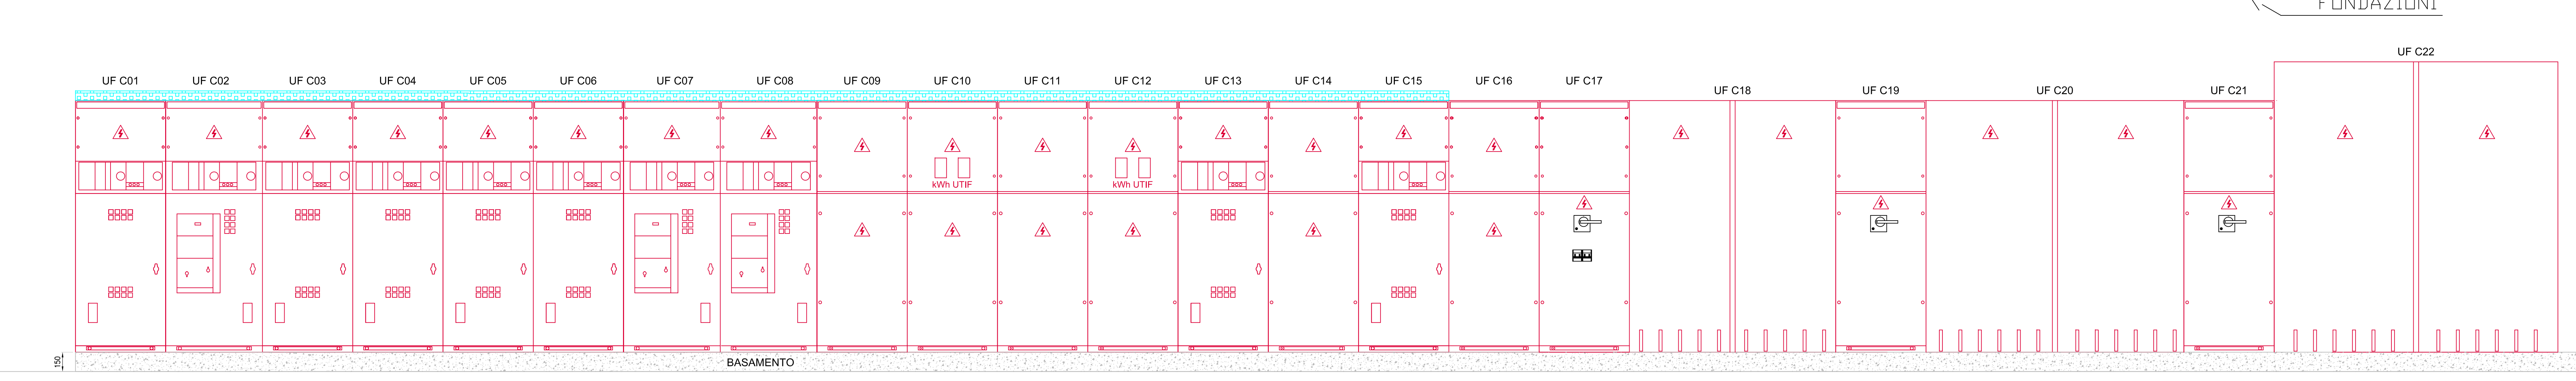 FONDAZIONI
UF C22
UF C01 UF C02 UF C03 UF C04 UF C05 UF C06 UF C07 UF C08 UF C09 UF C10 UF C11 UF C12 UF C13 UF C14 UF C15 UF C16 UF C17
UF C18 UF C19 UF C20 UF C21
kWh UTIF kWh UTIF
150
BASAMENTO